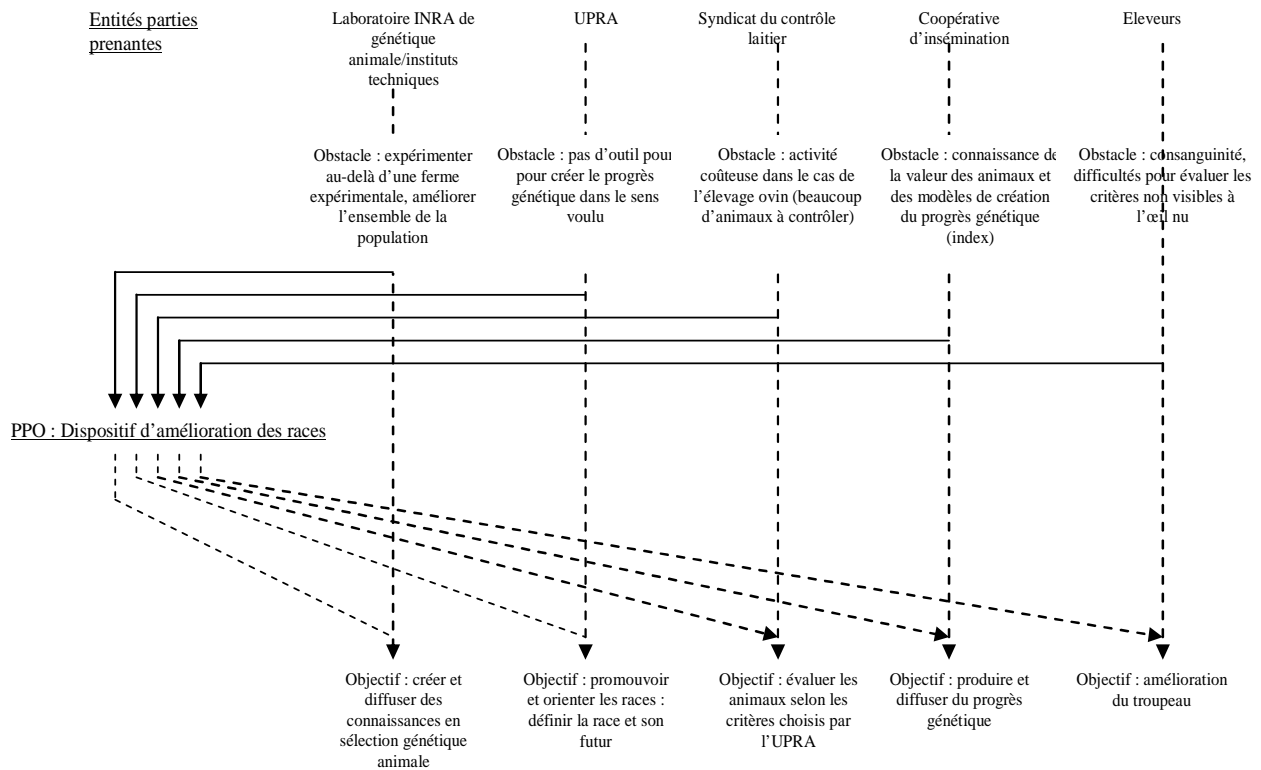 Entités parties
prenantes
Laboratoire INRA de
génétique
animale/instituts
techniques
UPRA
Syndicat du contrôle
laitier
Coopérative
d’insémination
Eleveurs
Obstacle : expérimenter
au-delà d’une ferme
expérimentale, améliorer
l’ensemble de la
population
Obstacle : pas d’outil pour
pour créer le progrès
génétique dans le sens
voulu
Obstacle : activité
coûteuse dans le cas de
l’élevage ovin (beaucoup
d’animaux à contrôler)
Obstacle : connaissance de
la valeur des animaux et
des modèles de création
du progrès génétique
(index)
Obstacle : consanguinité,
difficultés pour évaluer les
critères non visibles à
l’œil nu
PPO : Dispositif d’amélioration des races
Objectif : créer et
diffuser des
connaissances en
sélection génétique
animale
Objectif : promouvoir
et orienter les races :
définir la race et son
futur
Objectif : évaluer les
animaux selon les
critères choisis par
l’UPRA
Objectif : produire et
diffuser du progrès
génétique
Objectif : amélioration
du troupeau